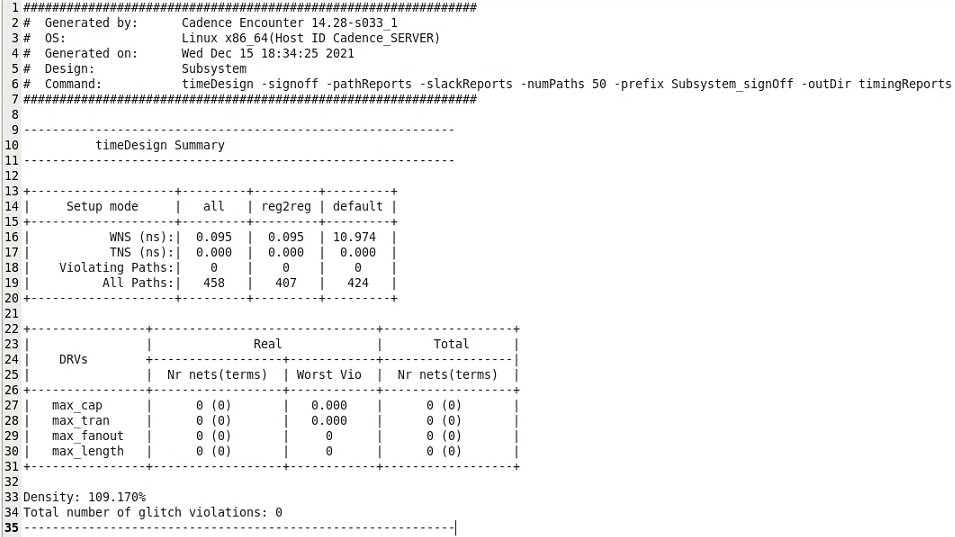 1 ###############################################################
2 #  Generated by:      Cadence Encounter 14.28-s033_1
3 #  OS:                Linux x86_64(Host ID Cadence_SERVER)
4 #  Generated on:      Wed Dec 15 18:34:25 2021
5 #  Design:            Subsystem
6 #  Command:           timeDesign -signoff -pathReports -slackReports -numPaths 50 -prefix Subsystem_signOff -outDir timingReports
7 ###############################################################
8
9 ------------------------------------------------------------
10          timeDesign Summary
11 ------------------------------------------------------------
12
13 +--------------------+---------+---------+---------+
14 |     Setup mode     |   all   | reg2reg | default |
15 +--------------------+---------+---------+---------+
16 |           WNS (ns):|  0.095  |  0.095  | 10.974  |
17 |           TNS (ns):|  0.000  |  0.000  |  0.000  |
18 |    Violating Paths:|    0    |    0    |    0    |
19 |          All Paths:|   458   |   407   |   424   |
20 +--------------------+---------+---------+---------+
21
22 +----------------+-------------------------------+------------------+
23 |                |              Real             |       Total      |
24 |    DRVs        +------------------+------------+------------------|
25 |                |  Nr nets(terms)  | Worst Vio  |  Nr nets(terms)  |
26 +----------------+------------------+------------+------------------+
27 |   max_cap      |      0 (0)       |   0.000    |      0 (0)       |
28 |   max_tran     |      0 (0)       |   0.000    |      0 (0)       |
29 |   max_fanout   |      0 (0)       |     0      |      0 (0)       |
30 |   max_length   |      0 (0)       |     0      |      0 (0)       |
31 +----------------+------------------+------------+------------------+
32
33 Density: 109.170%
34 Total number of glitch violations: 0
35 ------------------------------------------------------------